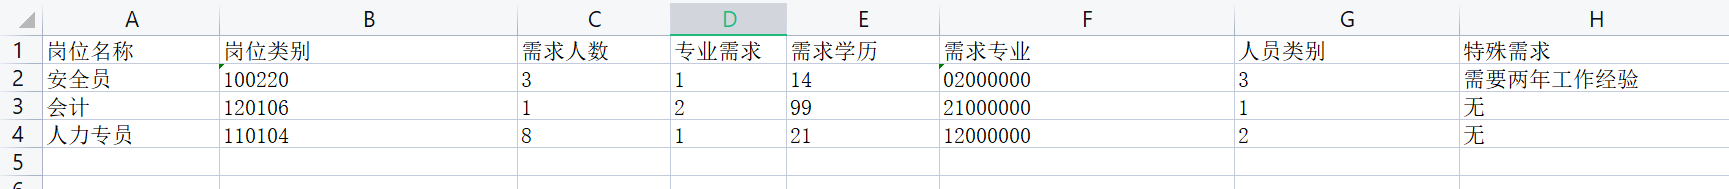 A B C D E F G H
1 岗位名称 岗位类别 需求人数 专业需求 需求学历 需求专业 人员类别 特殊需求
2 安全员 100220 3 1 14 02000000 3 需要两年工作经验
3 会计 120106 1 2 99 21000000 1 无
4 人力专员 110104 8 1 21 12000000 2 无
5